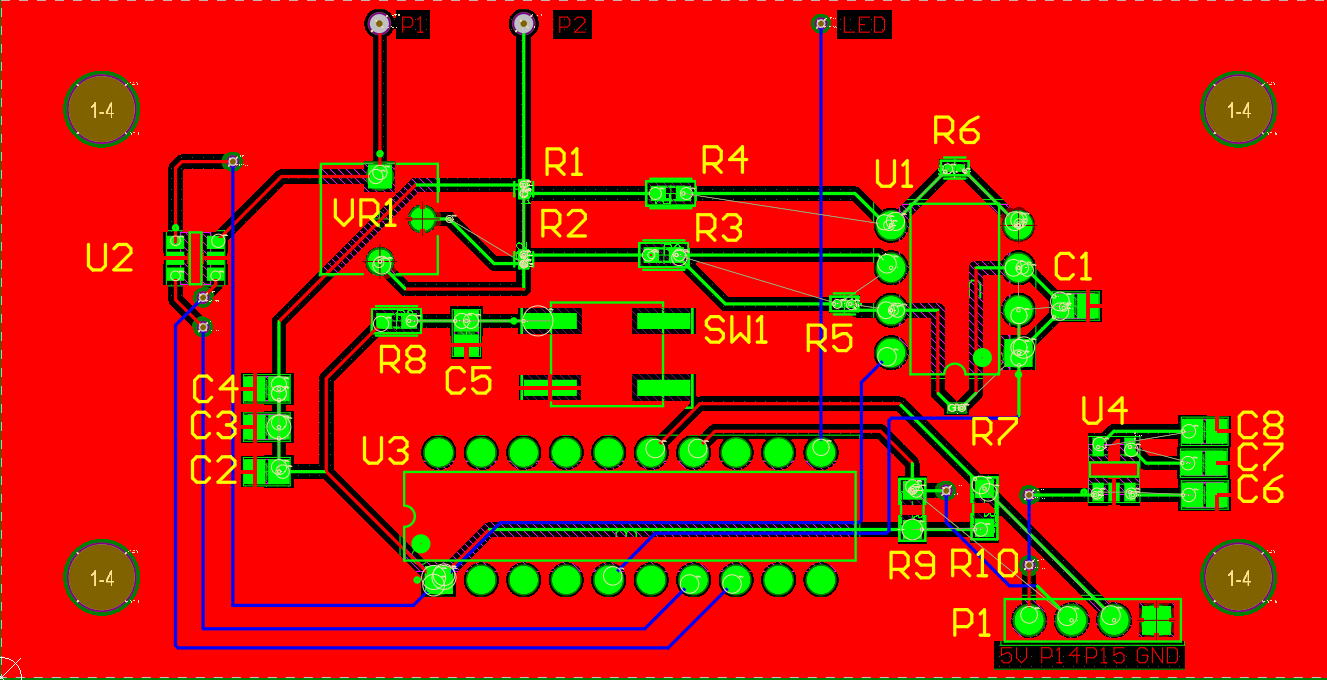 P1 P2 LED
1-4 1-4
R6
R1 R4 U1
VR1 R2 R3
U2 C1
SW1 R5
R8
C5
C4
C3 U4
R7 C8
U3 C7
C2 C6
R9 R10
1-4 1-4
P1
5V P14 P15 GND